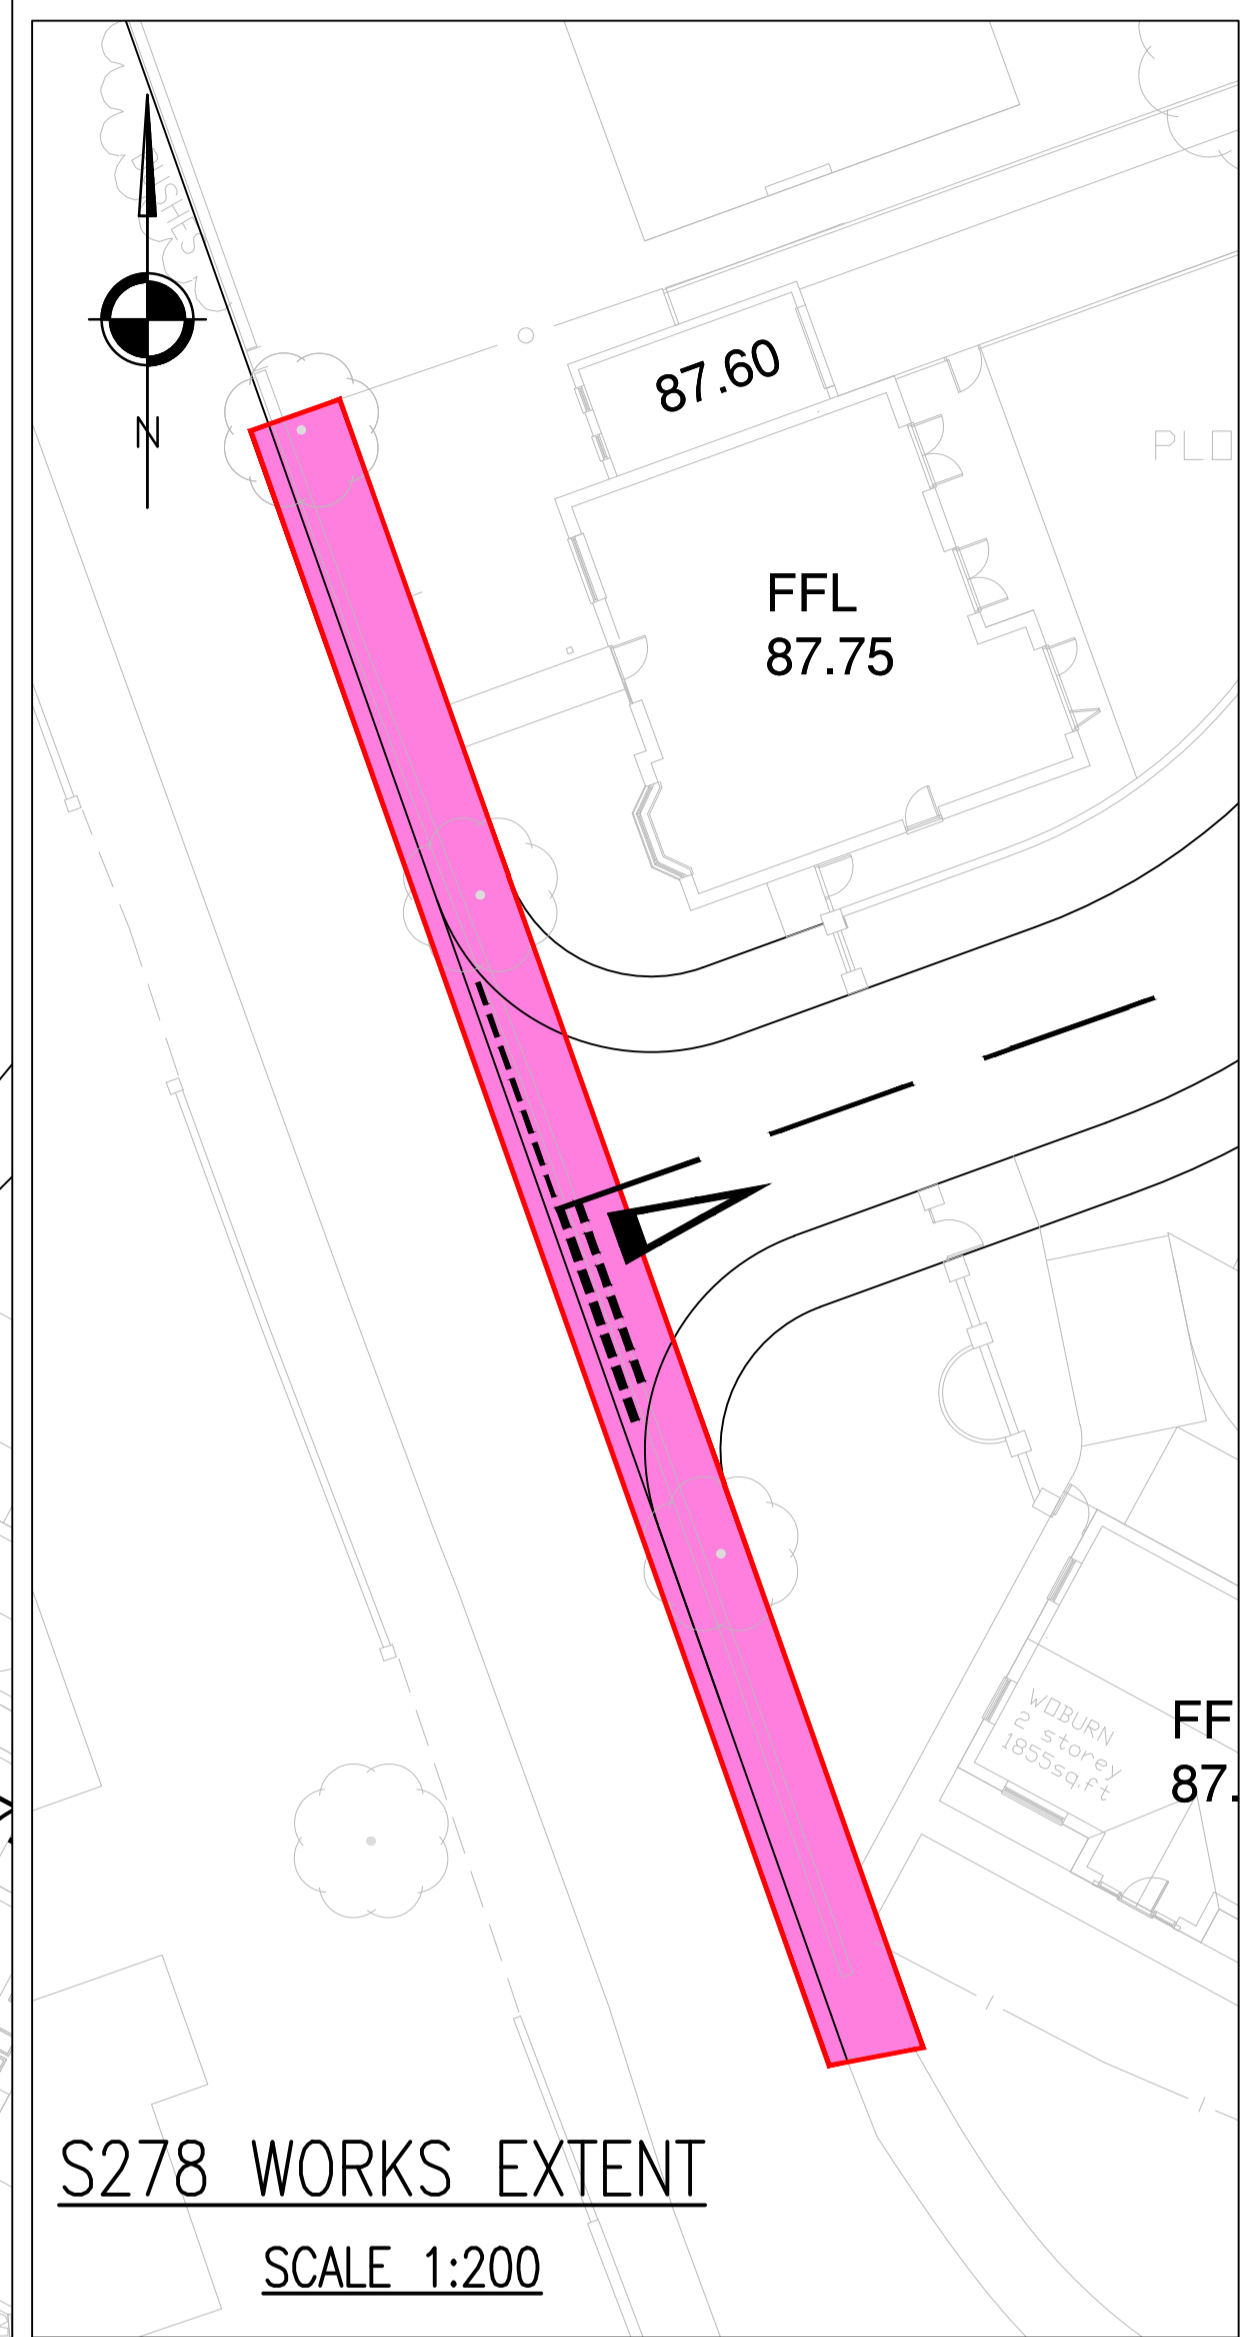 BUSHES
N
87.60
PLO
FFL
87.75
WOBURN
2 storey
1855sq.ft
FF
87.
S278 WORKS EXTENT
SCALE 1:200